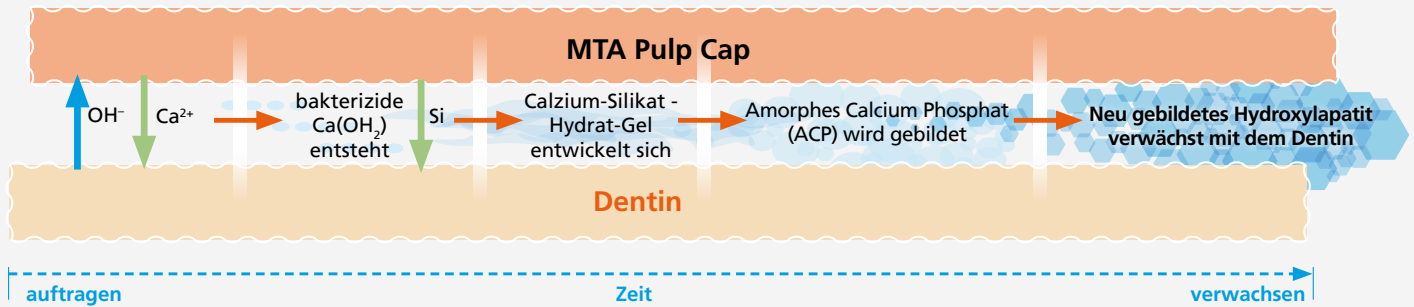 MTA Pulp Cap
OH⁻
Ca²⁺
bakterizide
Ca(OH₂)
entsteht
Si
Calzium-Silikat -
Hydrat-Gel
entwickelt sich
Amorphes Calcium Phosphat
(ACP) wird gebildet
Neu gebildetes Hydroxylapatit
verwächst mit dem Dentin
Dentin
auftragen
Zeit
verwachsen